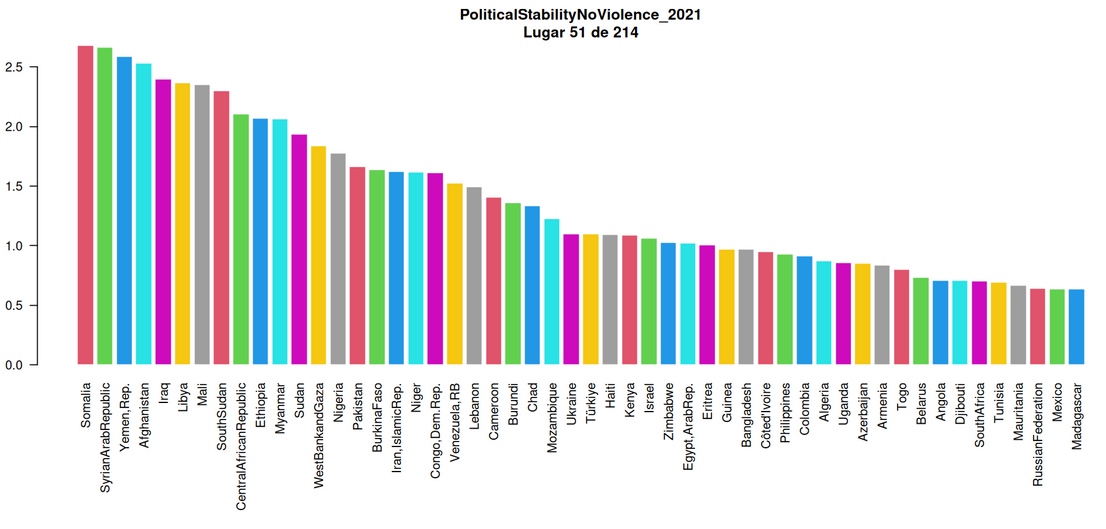 PoliticalStabilityNoViolence_2021
Lugar 51 de 214
2.5
2.0
1.5
1.0
0.5
0.0
Somalia
SyrianArabRepublic
Yemen,Rep.
Afghanistan
Iraq
Libya
Mali
SouthSudan
CentralAfricanRepublic
Ethiopia
Myanmar
Sudan
WestBankandGaza
Nigeria
Pakistan
BurkinaFaso
Iran,IslamicRep.
Niger
Congo,Dem.Rep.
Venezuela,RB
Lebanon
Cameroon
Burundi
Chad
Mozambique
Ukraine
Türkiye
Haiti
Kenya
Israel
Zimbabwe
Egypt,ArabRep.
Eritrea
Guinea
Bangladesh
Côted'Ivoire
Philippines
Colombia
Algeria
Uganda
Azerbaijan
Armenia
Togo
Belarus
Angola
Djibouti
SouthAfrica
Tunisia
Mauritania
RussianFederation
Mexico
Madagascar